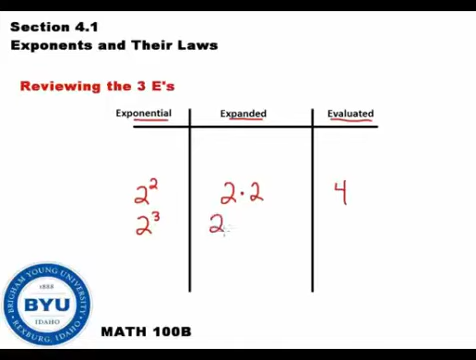 Section 4.1
Exponents and Their Laws
Reviewing the 3 E's
Exponential Expanded Evaluated
2² 2 · 2 4
2³ 2
BRIGHAM YOUNG UNIVERSITY
1888
BYU
IDAHO
REXBURG, IDAHO
MATH 100B